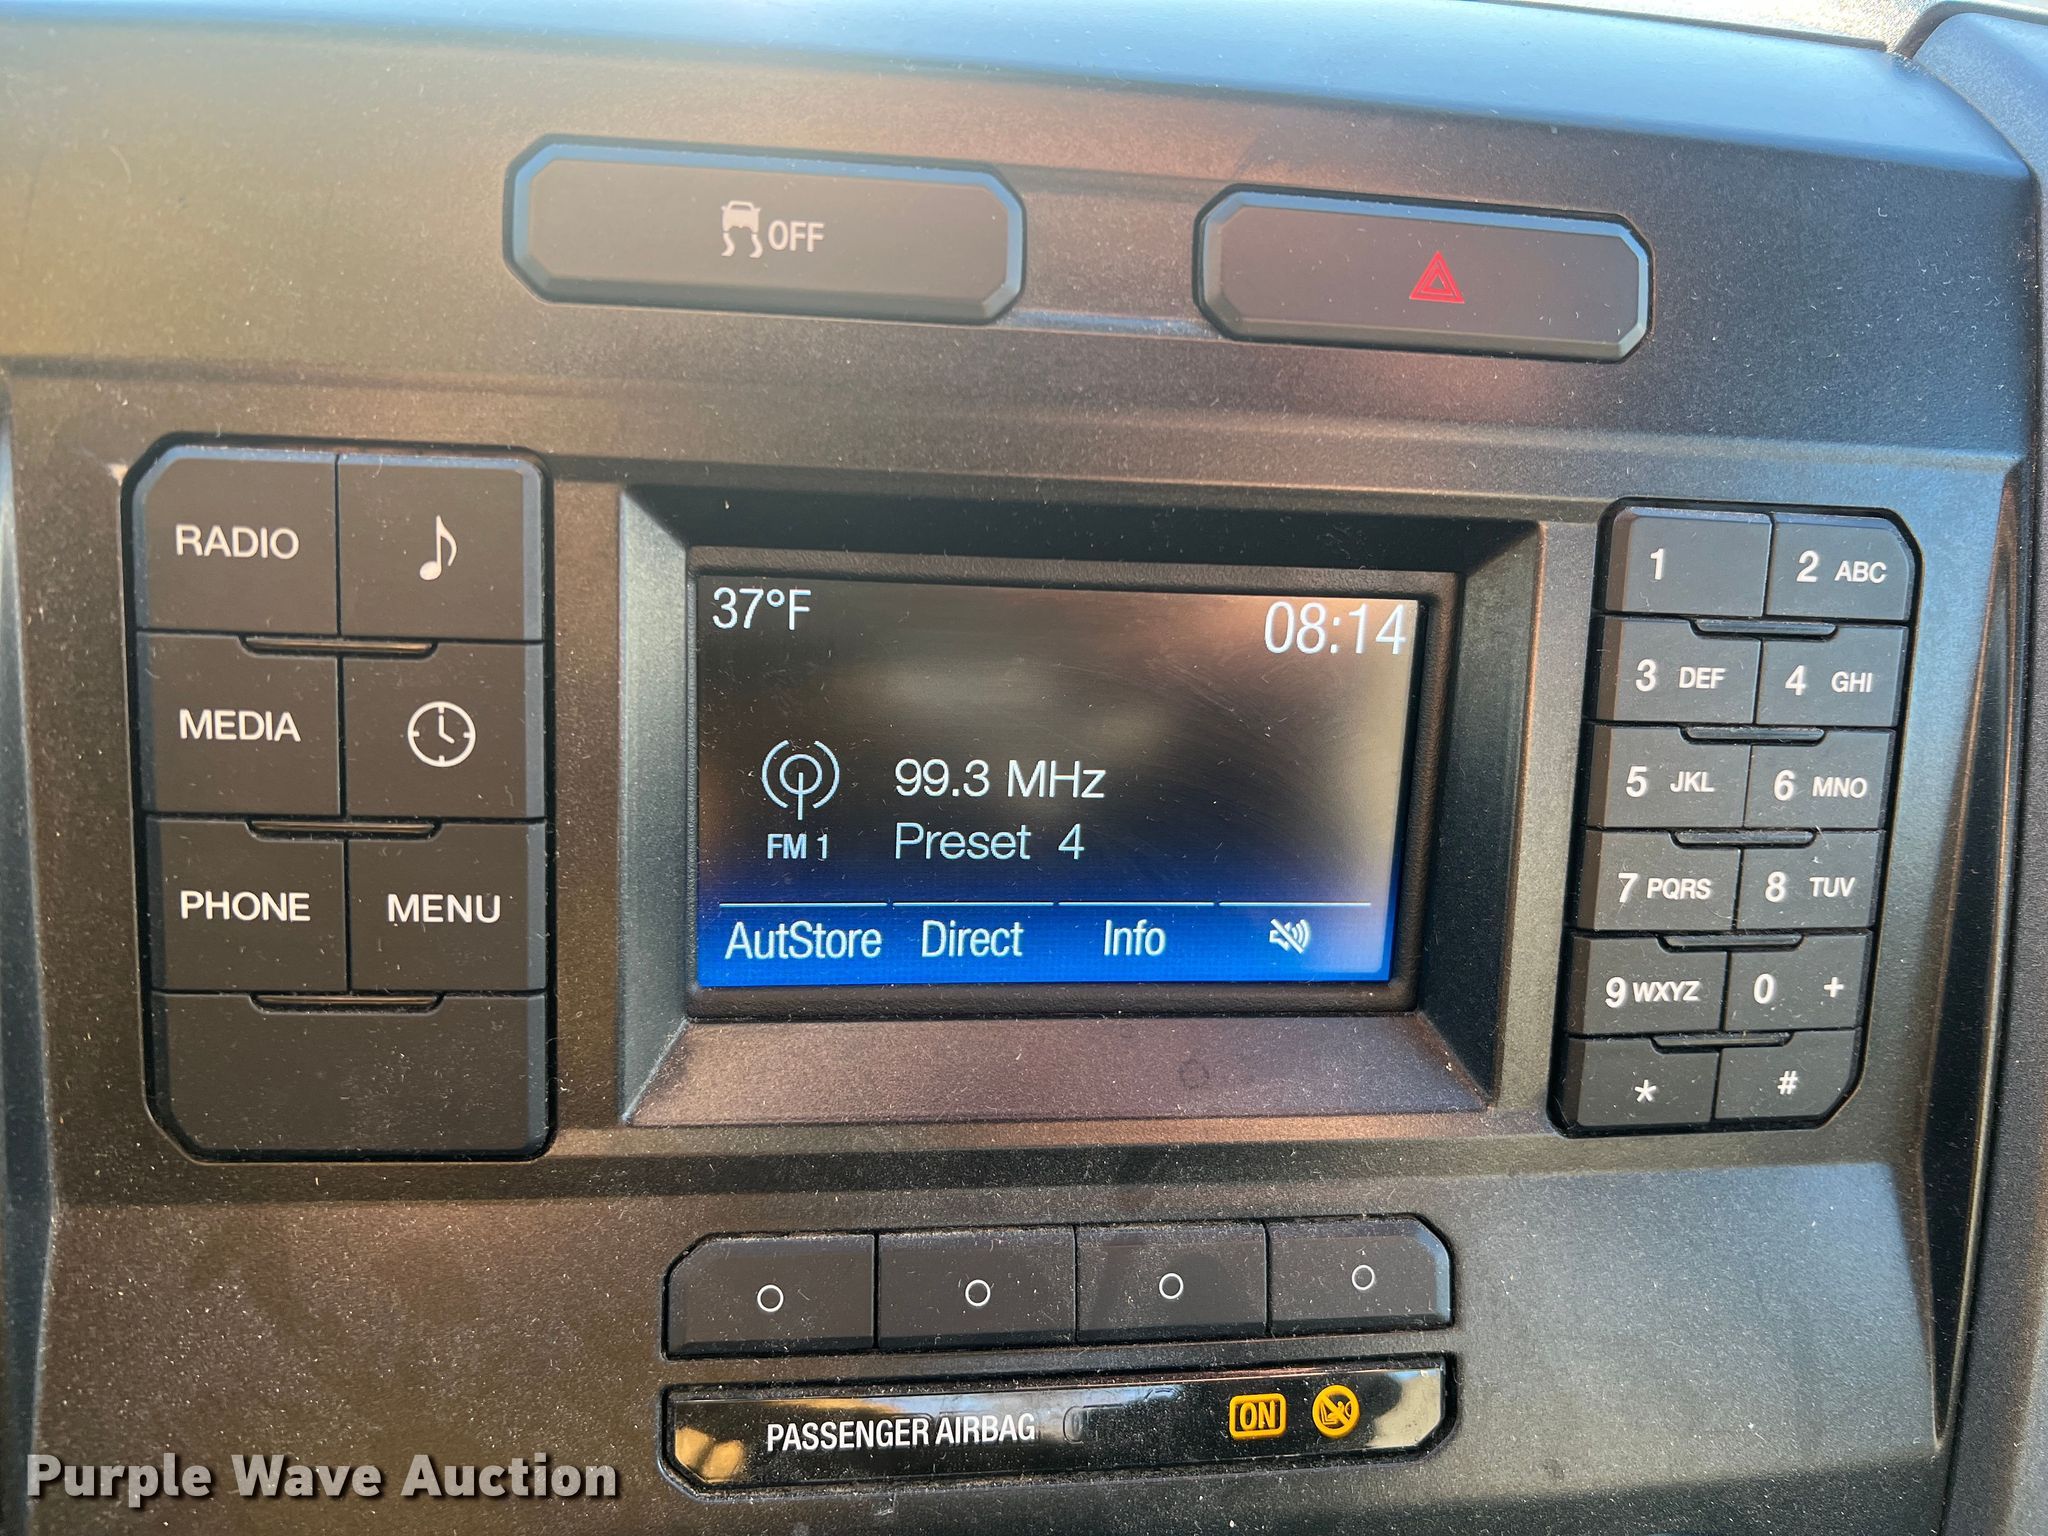 OFF
RADIO
MEDIA
PHONE MENU
37°F 08:14
99.3 MHz
FM 1 Preset 4
AutStore Direct Info
1 2 ABC
3 DEF 4 GHI
5 JKL 6 MNO
7 PQRS 8 TUV
9 WXYZ 0 +
* #
PASSENGER AIRBAG ON
Purple Wave Auction